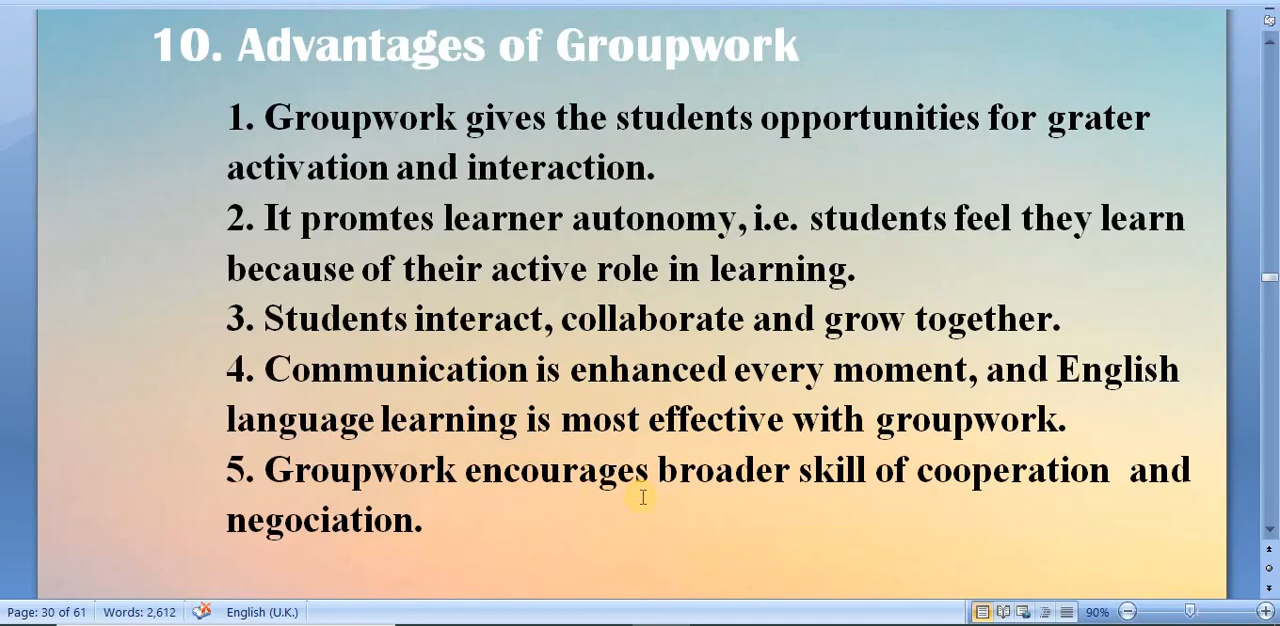 10. Advantages of Groupwork
1. Groupwork gives the students opportunities for grater
activation and interaction.
2. It promtes learner autonomy, i.e. students feel they learn
because of their active role in learning.
3. Students interact, collaborate and grow together.
4. Communication is enhanced every moment, and English
language learning is most effective with groupwork.
5. Groupwork encourages broader skill of cooperation and
negociation.
Page: 30 of 61 Words: 2,612 English (U.K.) 90%